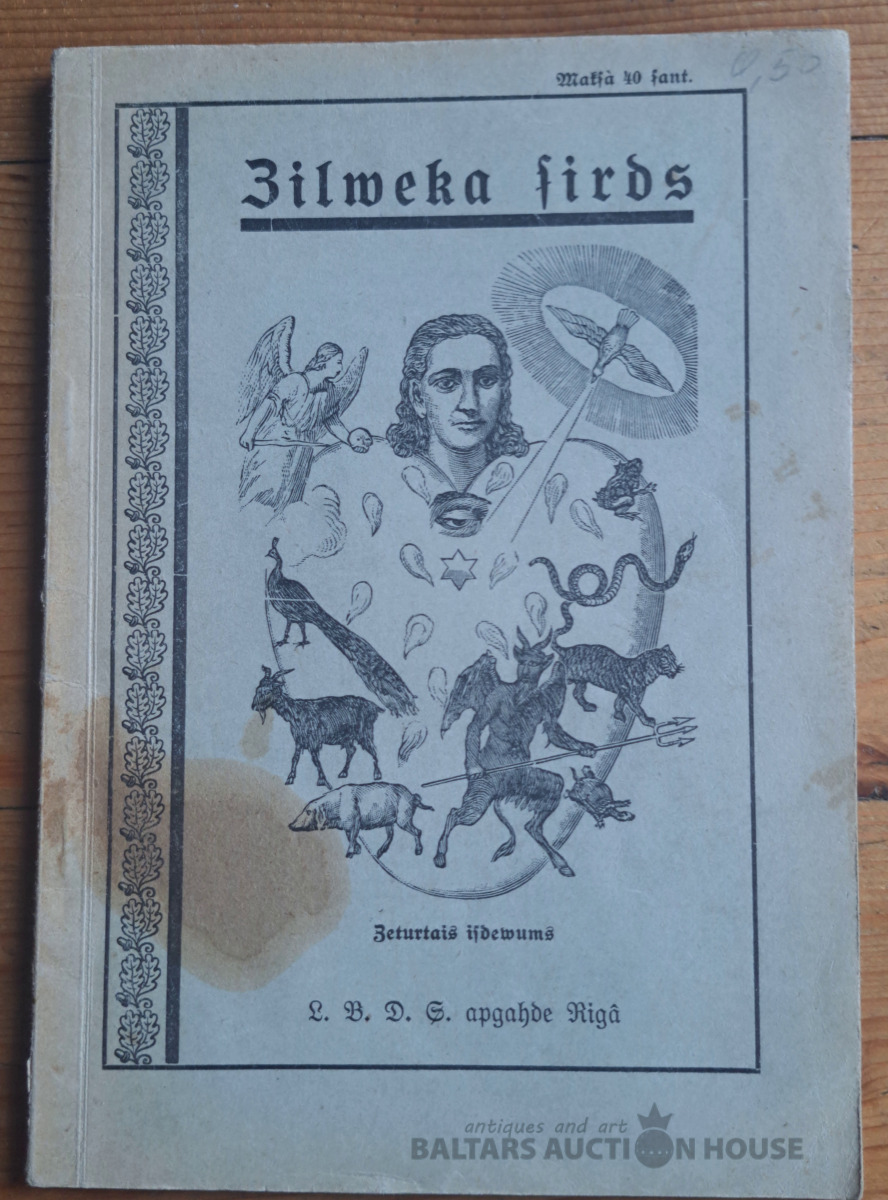 Makſà 40 ſant.
0,50
Zilweka ſirds
Zeturtais iſdewums
L. B. D. S. apgahde Rigâ
antiques and art
BALTARS AUCTION HOUSE